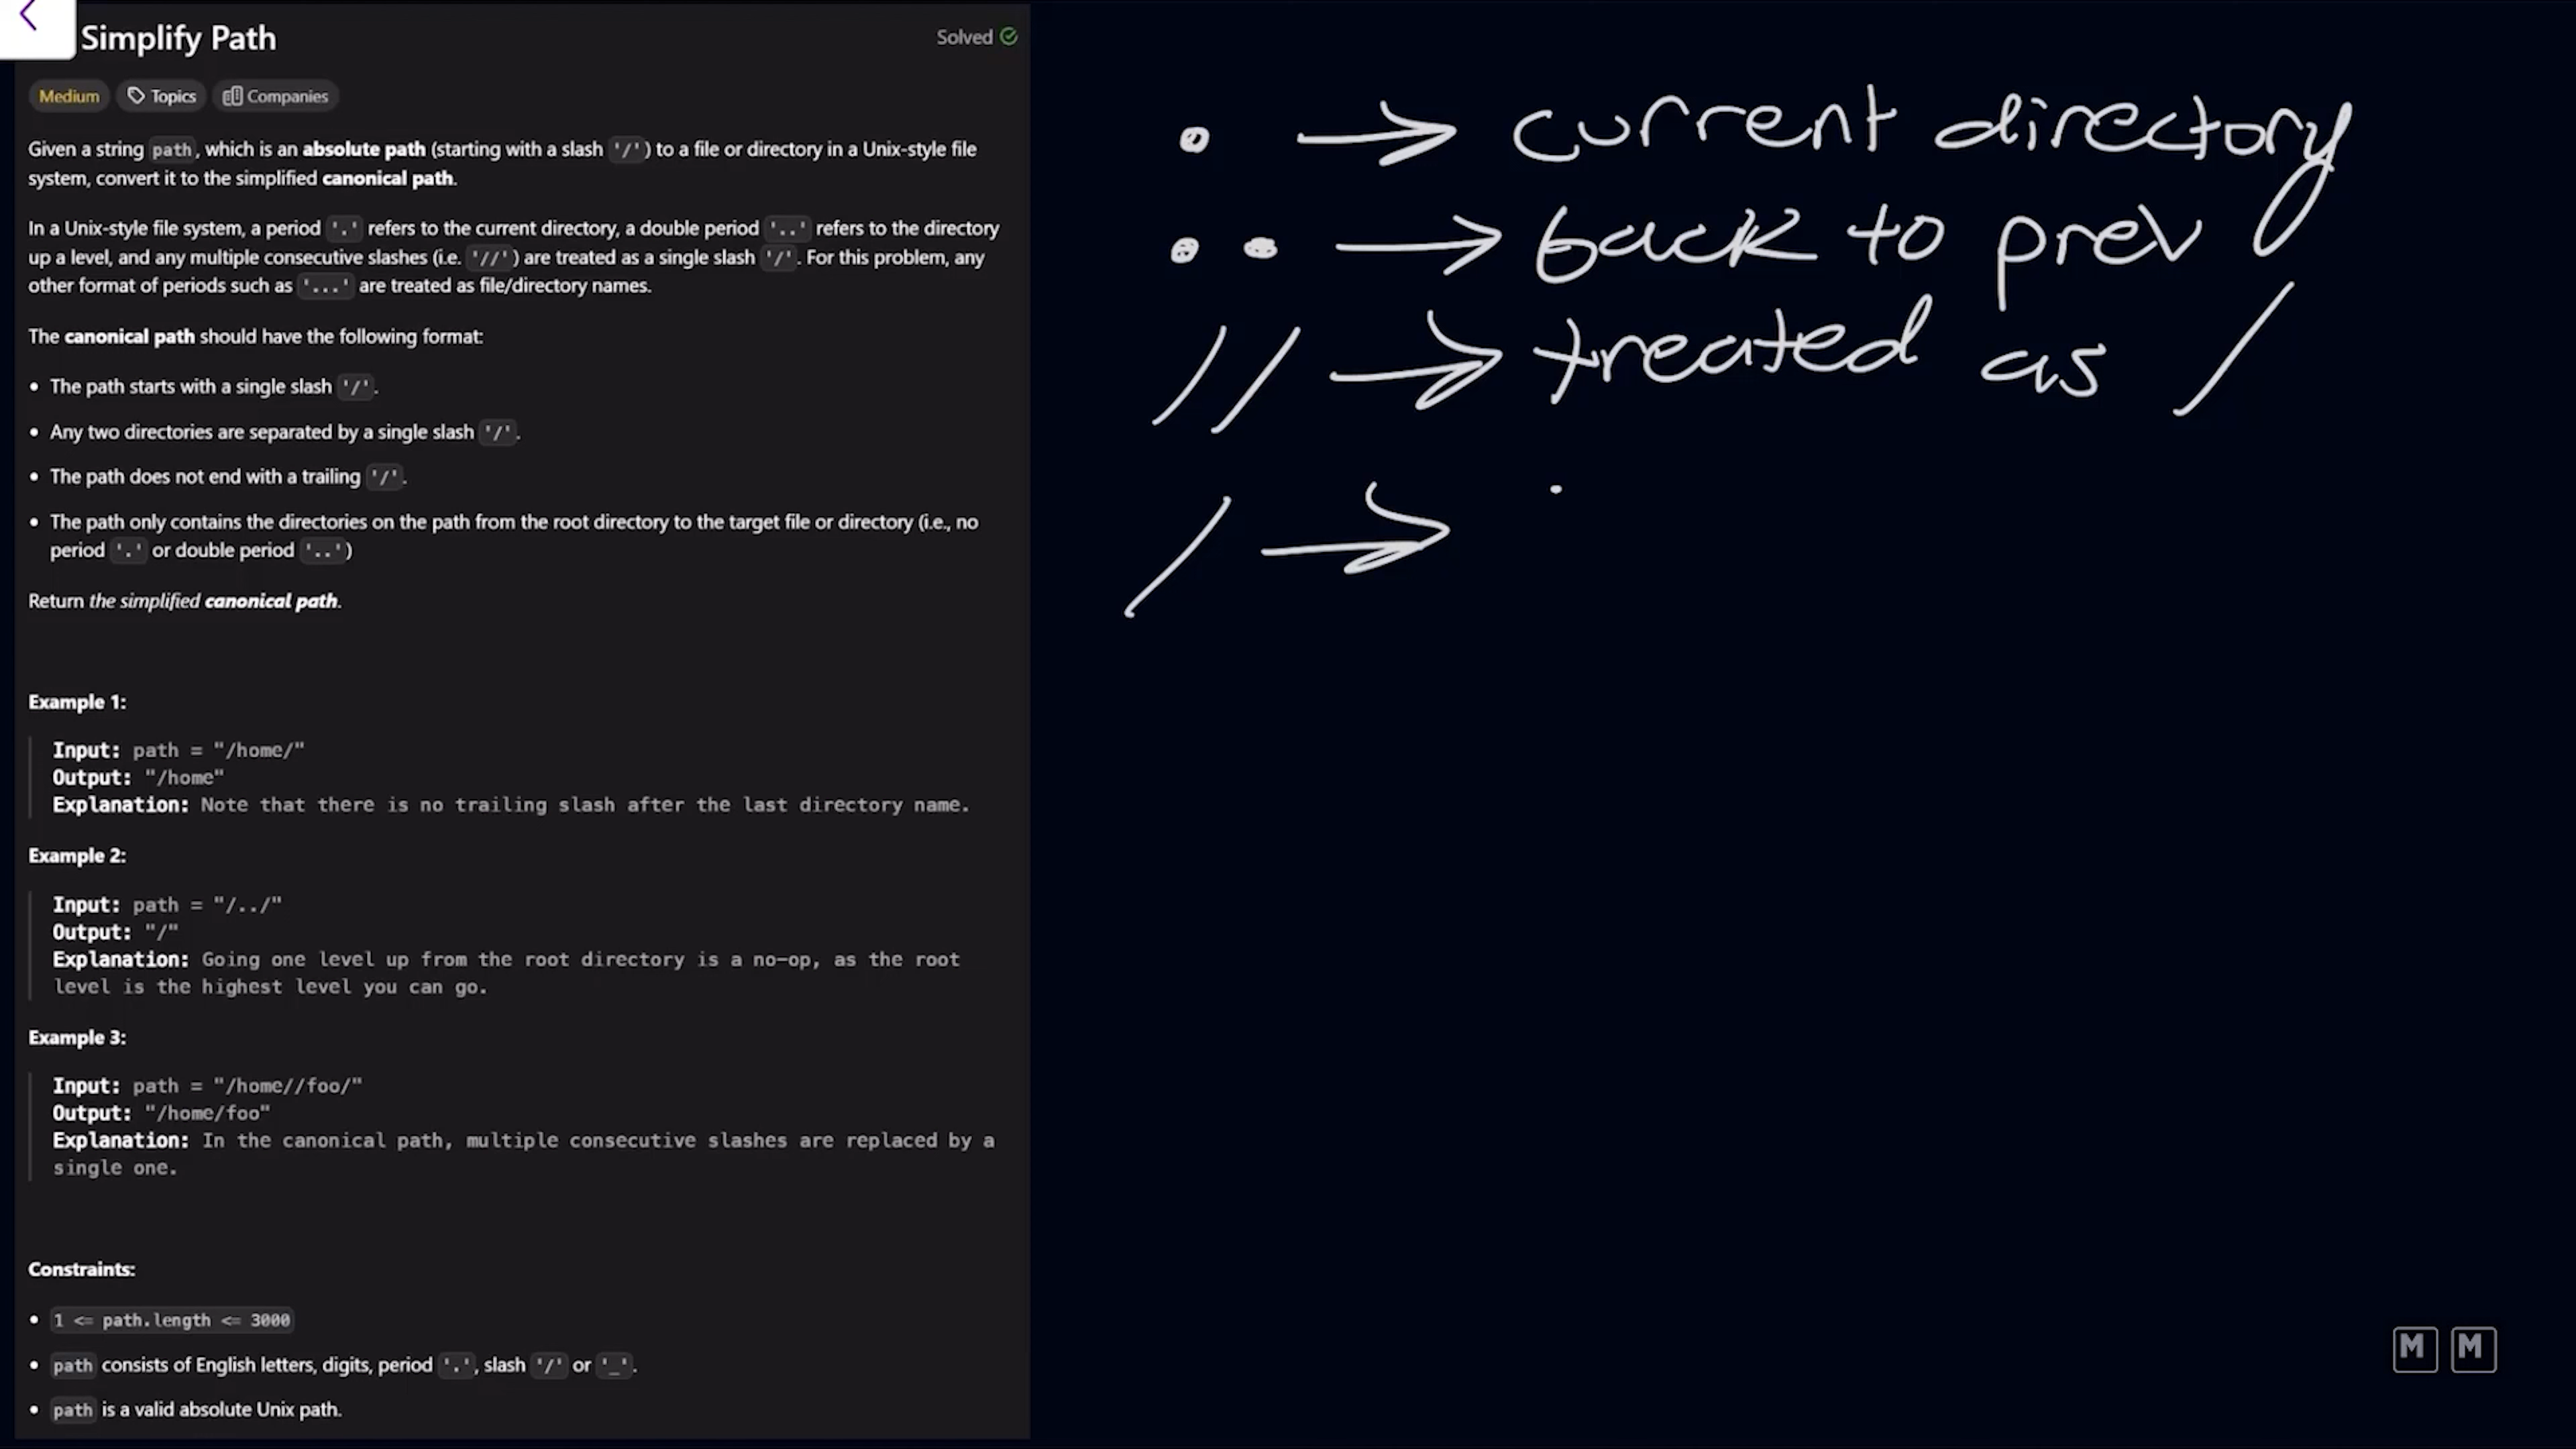 Simplify Path
Solved
Medium
Topics
Companies
Given a string path, which is an absolute path (starting with a slash '/') to a file or directory in a Unix-style file
system, convert it to the simplified canonical path.
In a Unix-style file system, a period '.' refers to the current directory, a double period '..' refers to the directory
up a level, and any multiple consecutive slashes (i.e. '//') are treated as a single slash '/'. For this problem, any
other format of periods such as '...' are treated as file/directory names.
The canonical path should have the following format:
• The path starts with a single slash '/'.
• Any two directories are separated by a single slash '/'.
• The path does not end with a trailing '/'.
• The path only contains the directories on the path from the root directory to the target file or directory (i.e., no
period '.' or double period '..')
Return the simplified canonical path.
Example 1:
Input: path = "/home/"
Output: "/home"
Explanation: Note that there is no trailing slash after the last directory name.
Example 2:
Input: path = "/../"
Output: "/"
Explanation: Going one level up from the root directory is a no-op, as the root
level is the highest level you can go.
Example 3:
Input: path = "/home//foo/"
Output: "/home/foo"
Explanation: In the canonical path, multiple consecutive slashes are replaced by a
single one.
Constraints:
• 1 <= path.length <= 3000
• path consists of English letters, digits, period '.', slash '/' or '_'.
• path is a valid absolute Unix path.
. → current directory
.. → back to prev
// → treated as /
/ →
M M